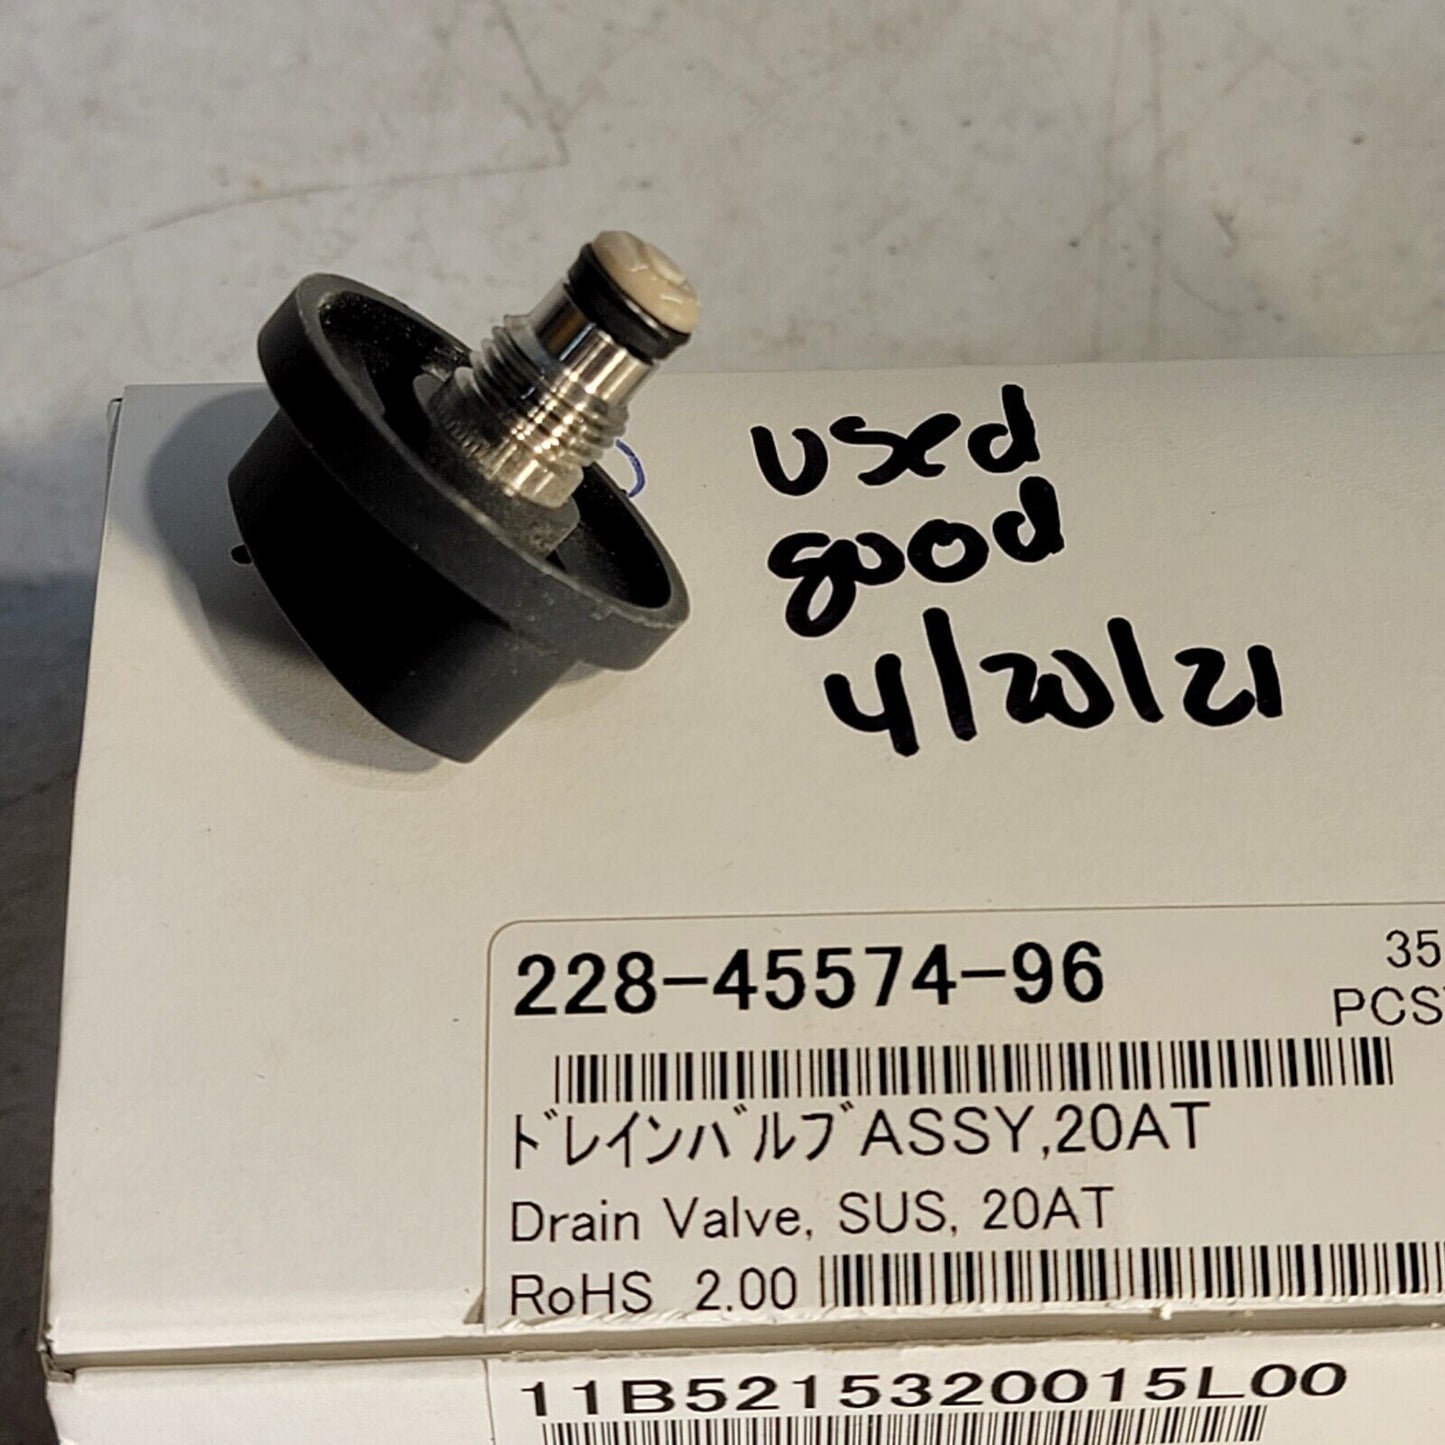 used
good
4/20/21
228-45574-96
35
PCS
ドレインバルブASSY,20AT
Drain Valve, SUS, 20AT
RoHS 2.00
11B5215320015L00